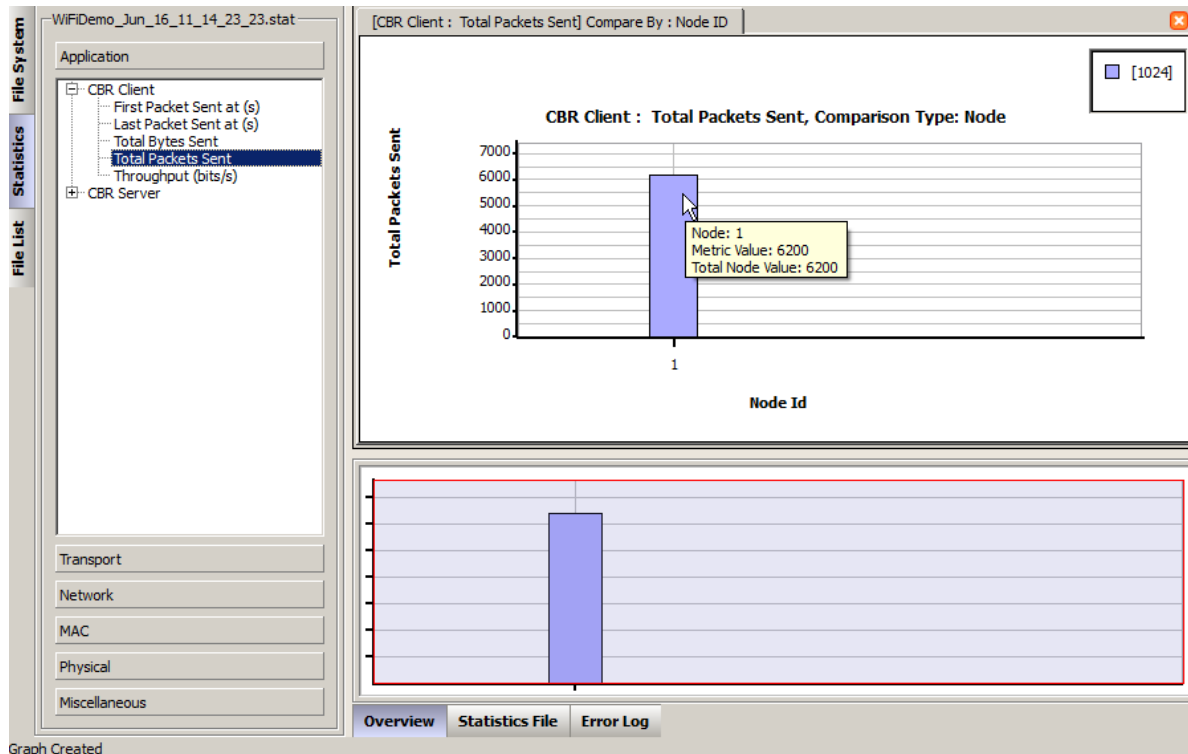 File System
Statistics
File List
WiFiDemo_Jun_16_11_14_23_23.stat
Application
CBR Client
First Packet Sent at (s)
Last Packet Sent at (s)
Total Bytes Sent
Total Packets Sent
Throughput (bits/s)
CBR Server
Transport
Network
MAC
Physical
Miscellaneous
[CBR Client : Total Packets Sent] Compare By : Node ID
[1024]
CBR Client : Total Packets Sent, Comparison Type: Node
Total Packets Sent
7000
6000
5000
4000
3000
2000
1000
0
Node: 1
Metric Value: 6200
Total Node Value: 6200
1
Node Id
Overview
Statistics File
Error Log
Graph Created